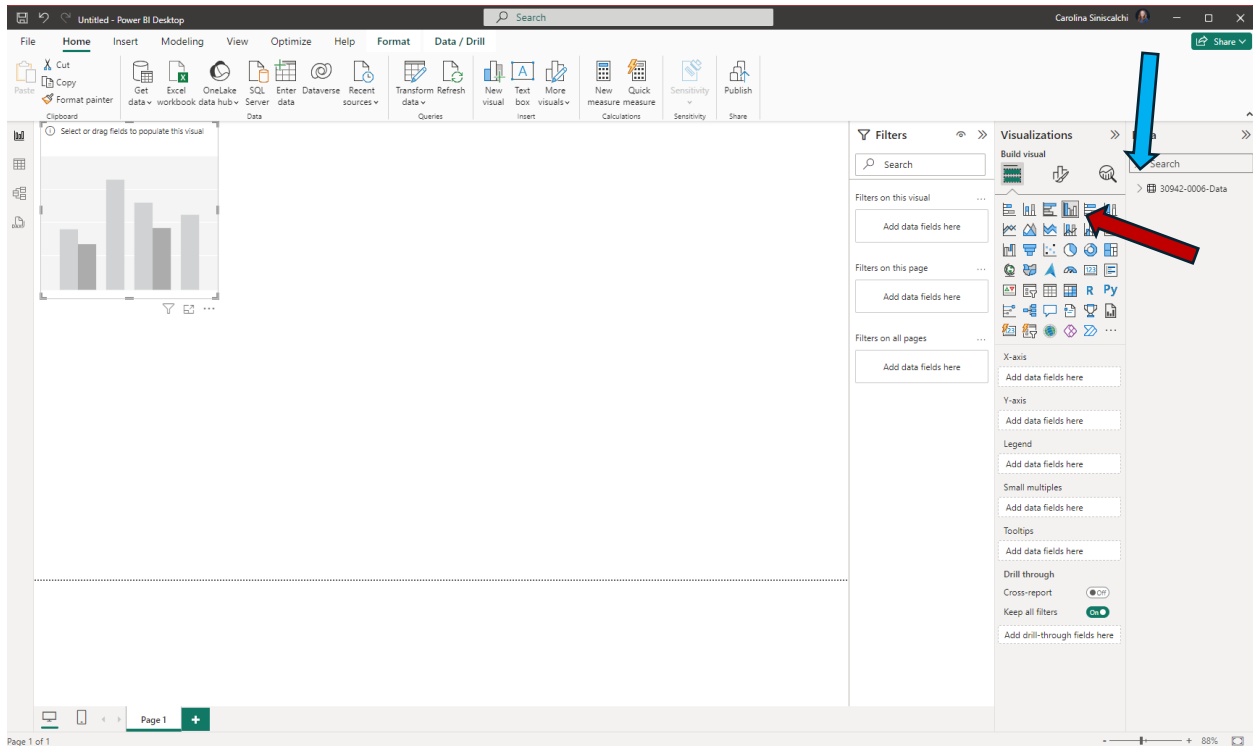 Untitled - Power BI Desktop
Search
Carolina Siniscalchi
File Home Insert Modeling View Optimize Help Format Data / Drill
Share
Paste
Cut
Copy
Format painter
Get data
Excel workbook
OneLake data hub
SQL Server
Enter data
Dataverse
Recent sources
Transform data
Refresh
New visual
Text box
More visuals
New measure
Quick measure
Sensitivity
Publish
Clipboard Data Queries Insert Calculations Sensitivity Share
Select or drag fields to populate this visual
Filters
Search
Filters on this visual
Add data fields here
Filters on this page
Add data fields here
Filters on all pages
Add data fields here
Visualizations
Build visual
123
R Py
123
X-axis
Add data fields here
Y-axis
Add data fields here
Legend
Add data fields here
Small multiples
Add data fields here
Tooltips
Add data fields here
Drill through
Cross-report Off
Keep all filters On
Add drill-through fields here
Search
30942-0006-Data
Page 1
Page 1 of 1
88%